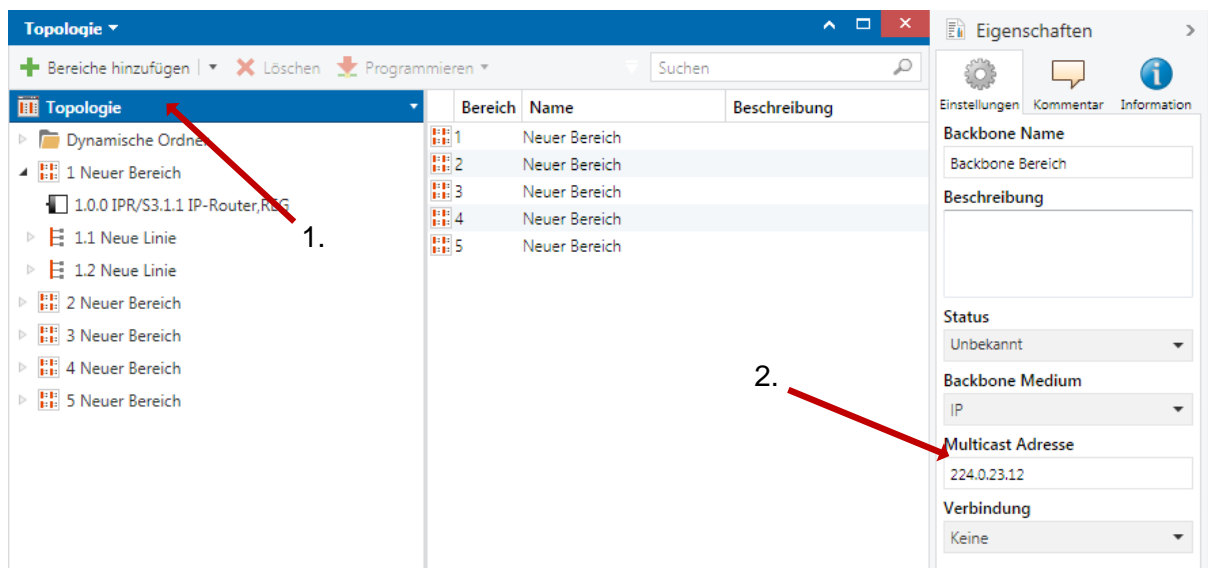 Topologie
Bereiche hinzufügen
Löschen
Programmieren
Suchen
Topologie
Dynamische Ordner
1 Neuer Bereich
1.0.0 IPR/S3.1.1 IP-Router,REG
1.1 Neue Linie
1.2 Neue Linie
2 Neuer Bereich
3 Neuer Bereich
4 Neuer Bereich
5 Neuer Bereich
1.
Bereich Name Beschreibung
1 Neuer Bereich
2 Neuer Bereich
3 Neuer Bereich
4 Neuer Bereich
5 Neuer Bereich
2.
Eigenschaften
Einstellungen Kommentar Information
Backbone Name
Backbone Bereich
Beschreibung
Status
Unbekannt
Backbone Medium
IP
Multicast Adresse
224.0.23.12
Verbindung
Keine